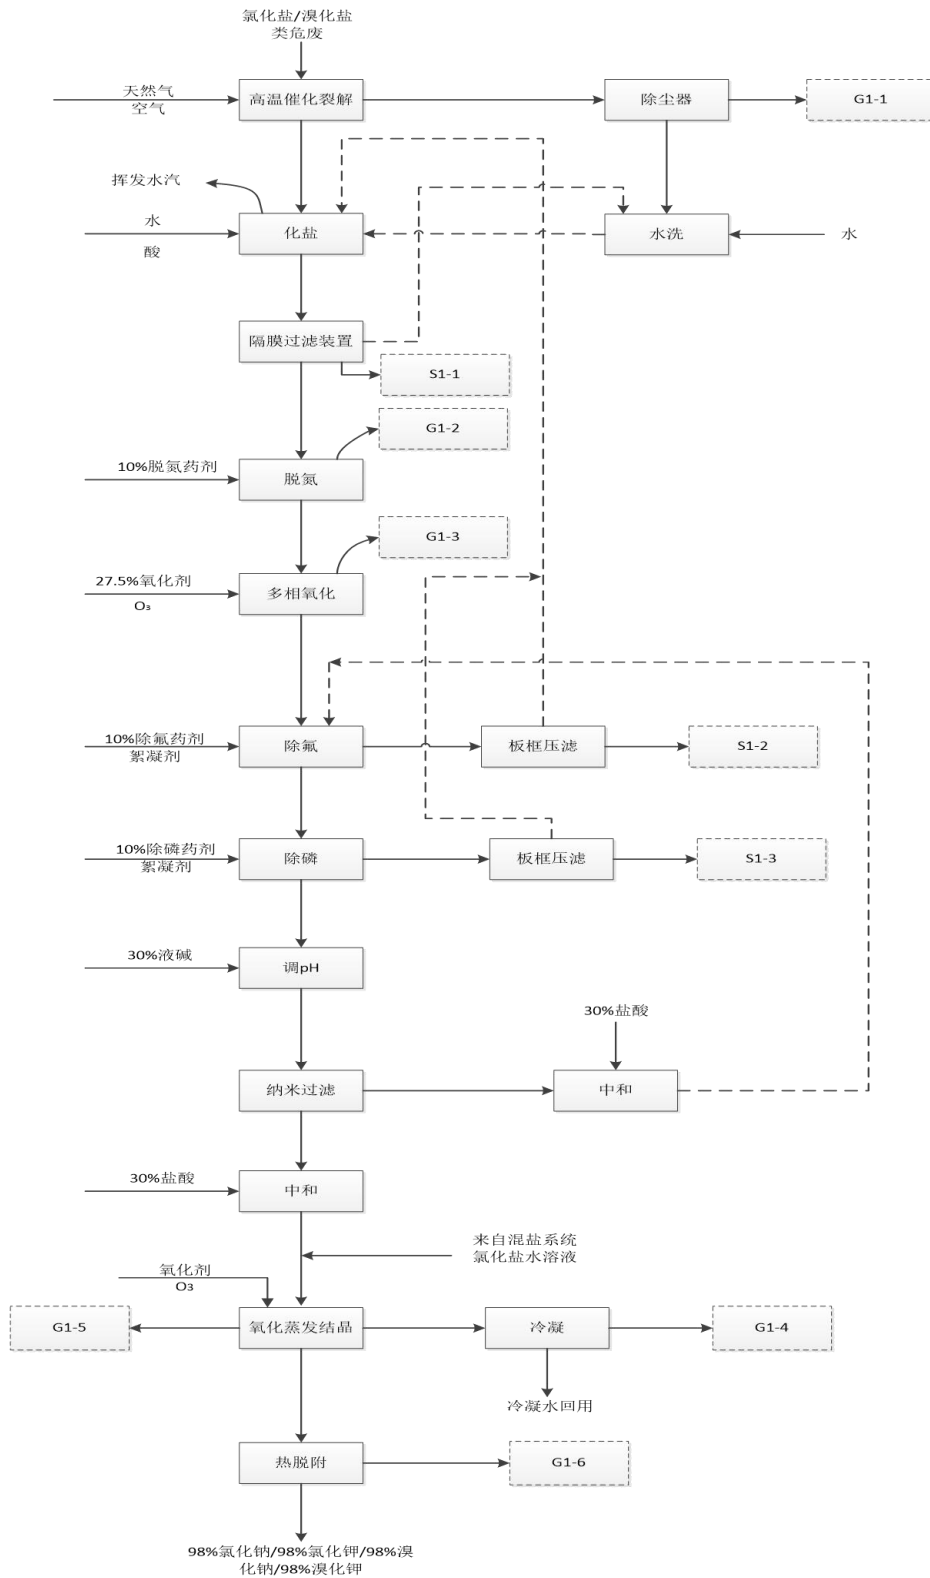 氯化盐/溴化盐
类危废
天然气
空气
高温催化裂解
除尘器
G1-1
挥发水汽
水
酸
化盐
水洗
水
隔膜过滤装置
S1-1
G1-2
10%脱氮药剂
脱氮
G1-3
27.5%氧化剂
O₃
多相氧化
10%除氟药剂
絮凝剂
除氟
板框压滤
S1-2
10%除磷药剂
絮凝剂
除磷
板框压滤
S1-3
30%液碱
调pH
30%盐酸
纳米过滤
中和
30%盐酸
中和
来自混盐系统
氯化盐水溶液
氧化剂
O₃
G1-5
氧化蒸发结晶
冷凝
G1-4
冷凝水回用
热脱附
G1-6
98%氯化钠/98%氯化钾/98%溴
化钠/98%溴化钾